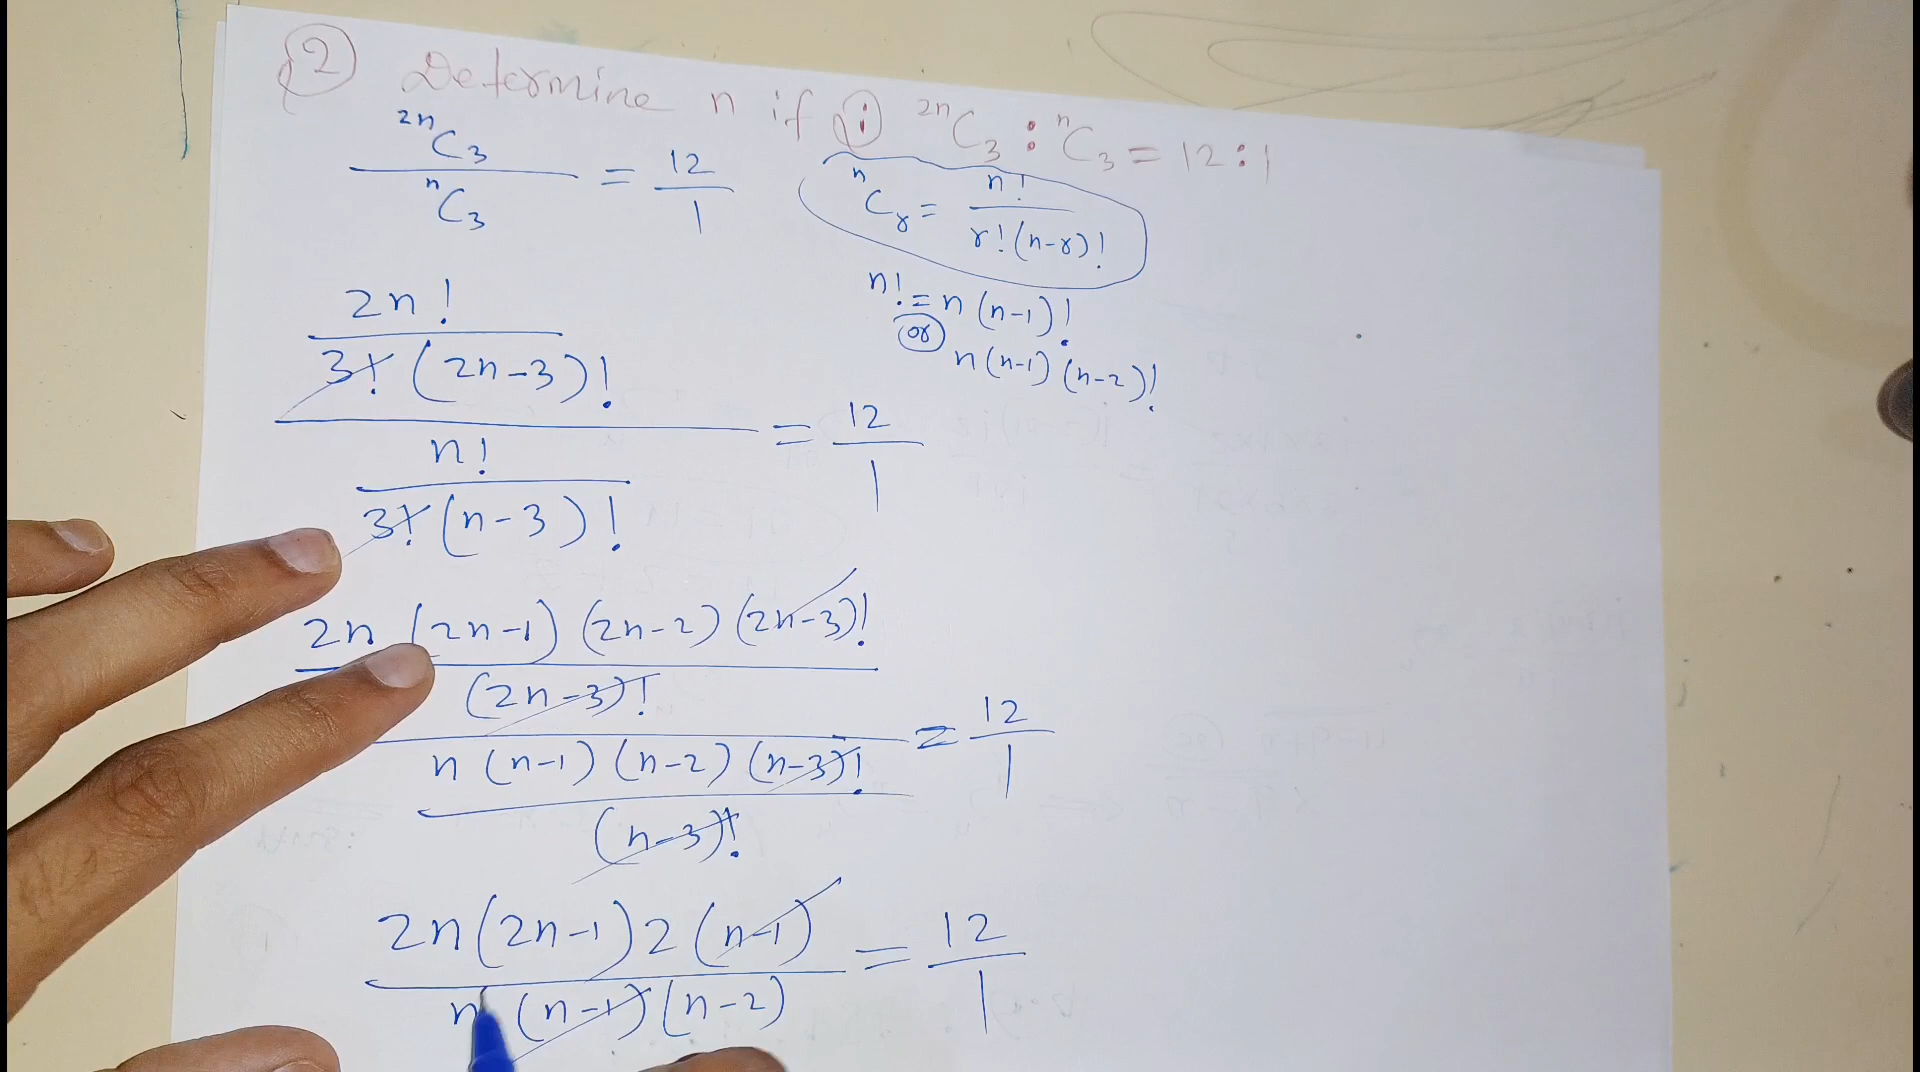 ② Determine n if ⓘ ²ⁿC₃ : ⁿC₃ = 12 : 1
²ⁿC₃ / ⁿC₃ = 12 / 1
ⁿCᵣ = n! / r!(n-r)!
n! = n(n-1)!
or
n(n-1)(n-2)!
2n! / 3!(2n-3)!
= 12 / 1
n! / 3!(n-3)!
2n(2n-1)(2n-2)(2n-3)!
(2n-3)!
= 12 / 1
n(n-1)(n-2)(n-3)!
(n-3)!
2n(2n-1)2(n-1) / n(n-1)(n-2) = 12 / 1